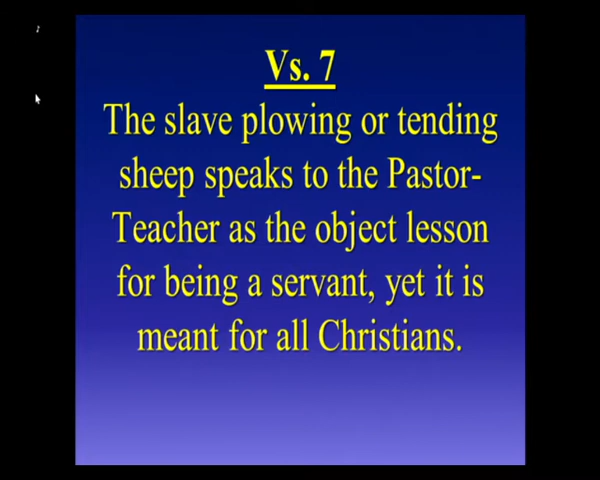 Vs. 7
The slave plowing or tending
sheep speaks to the Pastor-
Teacher as the object lesson
for being a servant, yet it is
meant for all Christians.